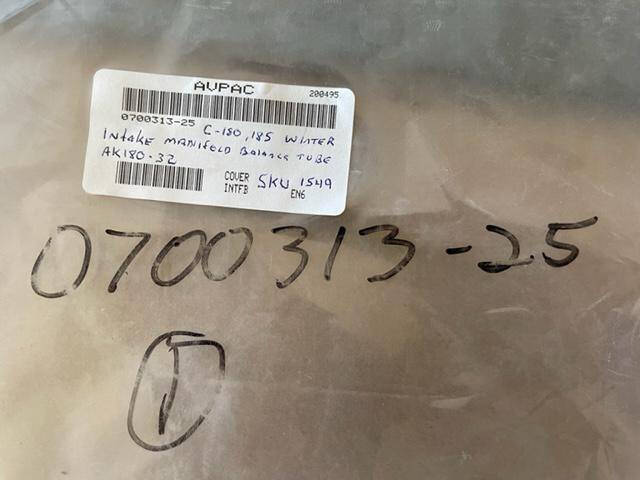 AVPAC
200495
0700313-25 C-180, 185 WINTER
INTAKE MANIFOLD BALANCE TUBE
AK180-32
COVER SKU 1549
INTFB EN6
0700313-25
1